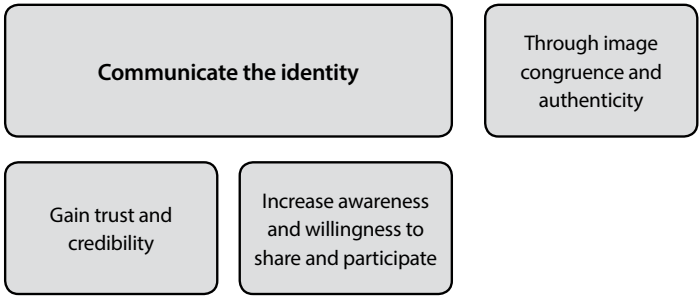 Communicate the identity
Through image
congruence and
authenticity
Gain trust and
credibility
Increase awareness
and willingness to
share and participate